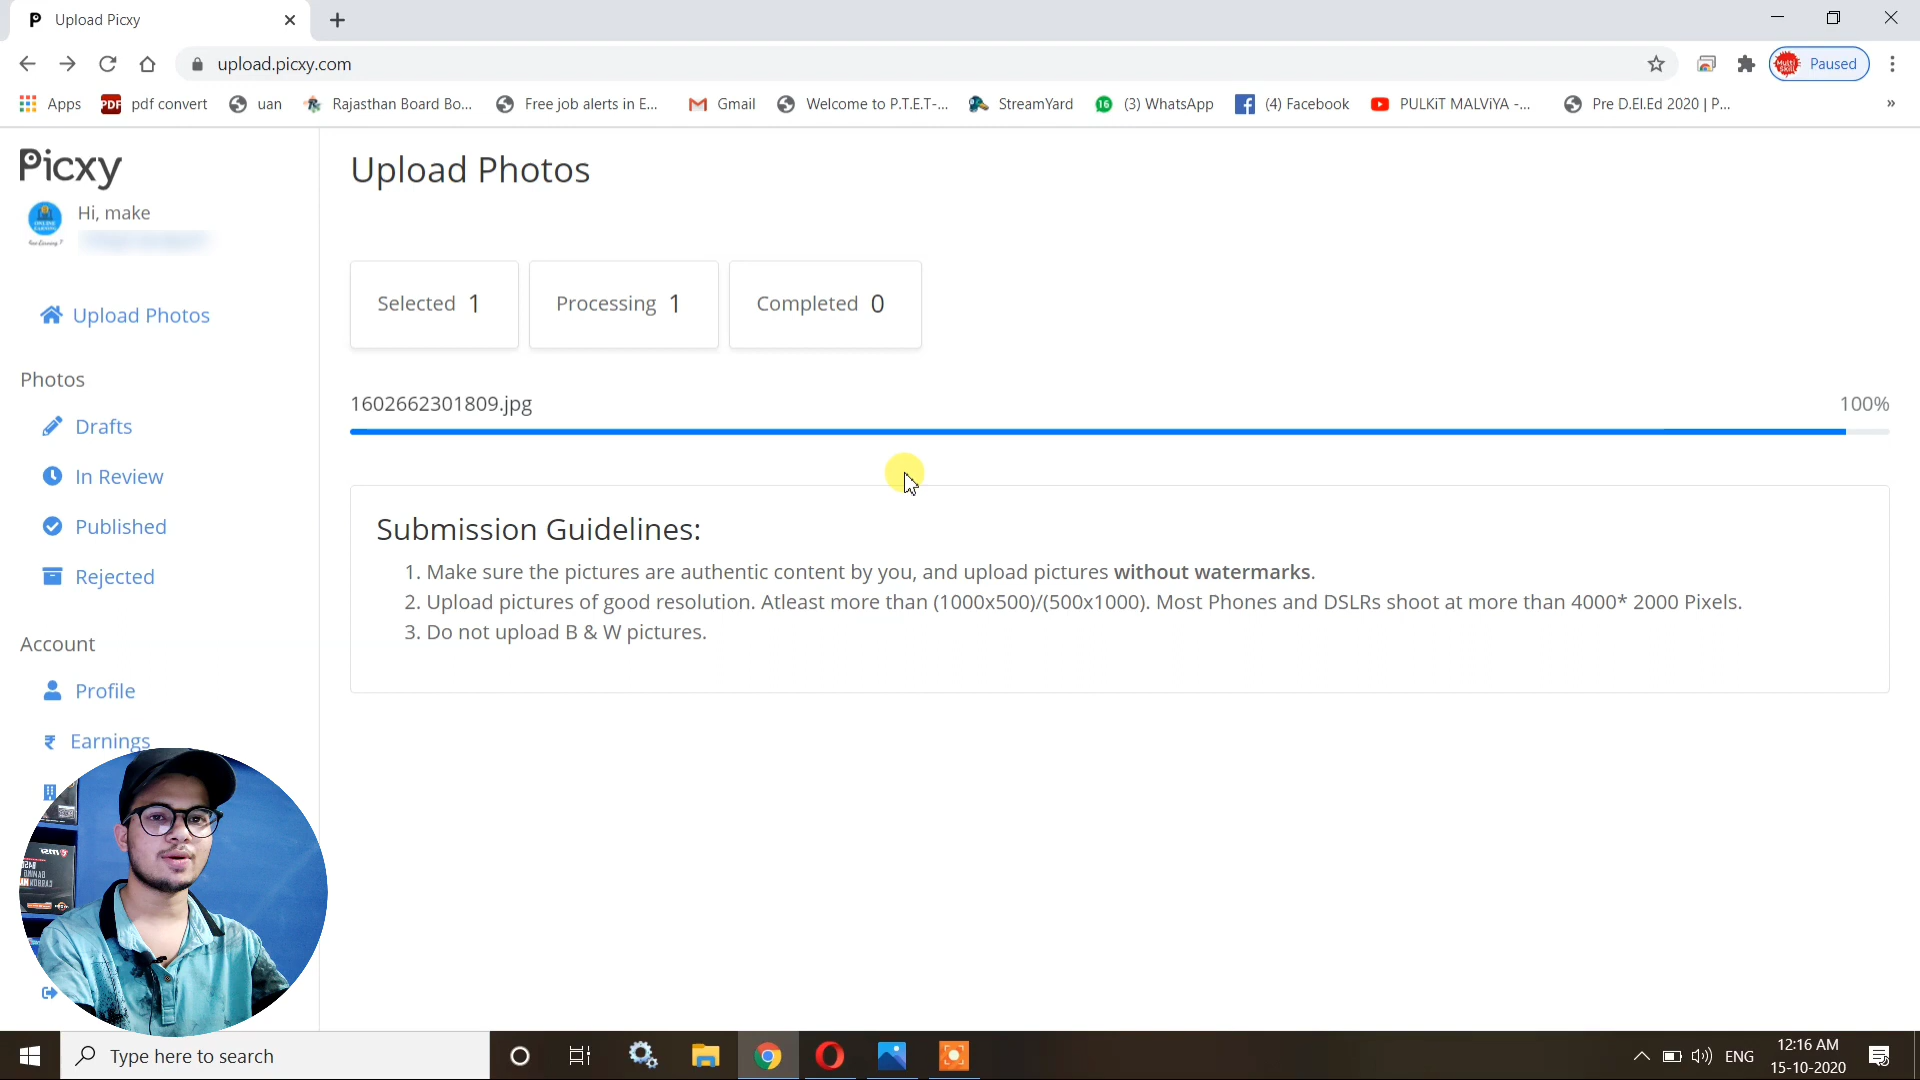 Upload Picxy
upload.picxy.com
Paused
Apps
PDF
pdf convert
uan
Rajasthan Board Bo...
Free job alerts in E...
Gmail
Welcome to P.T.E.T-...
StreamYard
16
(3) WhatsApp
(4) Facebook
PULKiT MALViYA -...
Pre D.El.Ed 2020 | P...
»
Picxy
Hi, make
Upload Photos
Photos
Drafts
In Review
Published
Rejected
Account
Profile
₹ Earnings
Upload Photos
Selected 1
Processing 1
Completed 0
1602662301809.jpg
100%
Submission Guidelines:
1. Make sure the pictures are authentic content by you, and upload pictures without watermarks.
2. Upload pictures of good resolution. Atleast more than (1000x500)/(500x1000). Most Phones and DSLRs shoot at more than 4000* 2000 Pixels.
3. Do not upload B & W pictures.
Type here to search
ENG
12:16 AM
15-10-2020